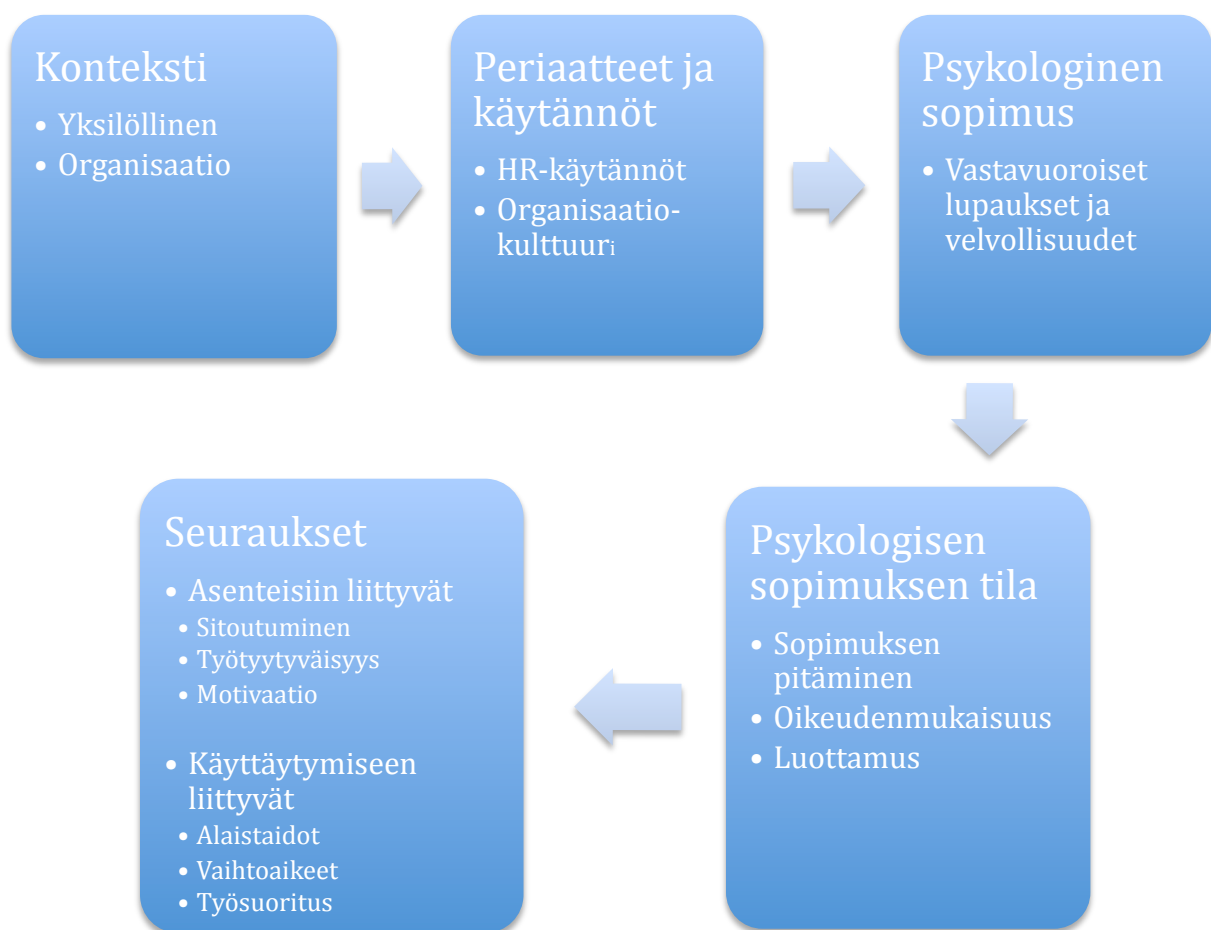 Konteksti
• Yksilöllinen
• Organisaatio
Periaatteet ja
käytännöt
• HR-käytännöt
• Organisaatio-
kulttuuri
Psykologinen
sopimus
• Vastavuoroiset
lupaukset ja
velvollisuudet
Psykologisen
sopimuksen tila
• Sopimuksen
pitäminen
• Oikeudenmukaisuus
• Luottamus
Seuraukset
• Asenteisiin liittyvät
• Sitoutuminen
• Työtyytyväisyys
• Motivaatio
• Käyttäytymiseen
liittyvät
• Alaistaidot
• Vaihtoaikeet
• Työsuoritus